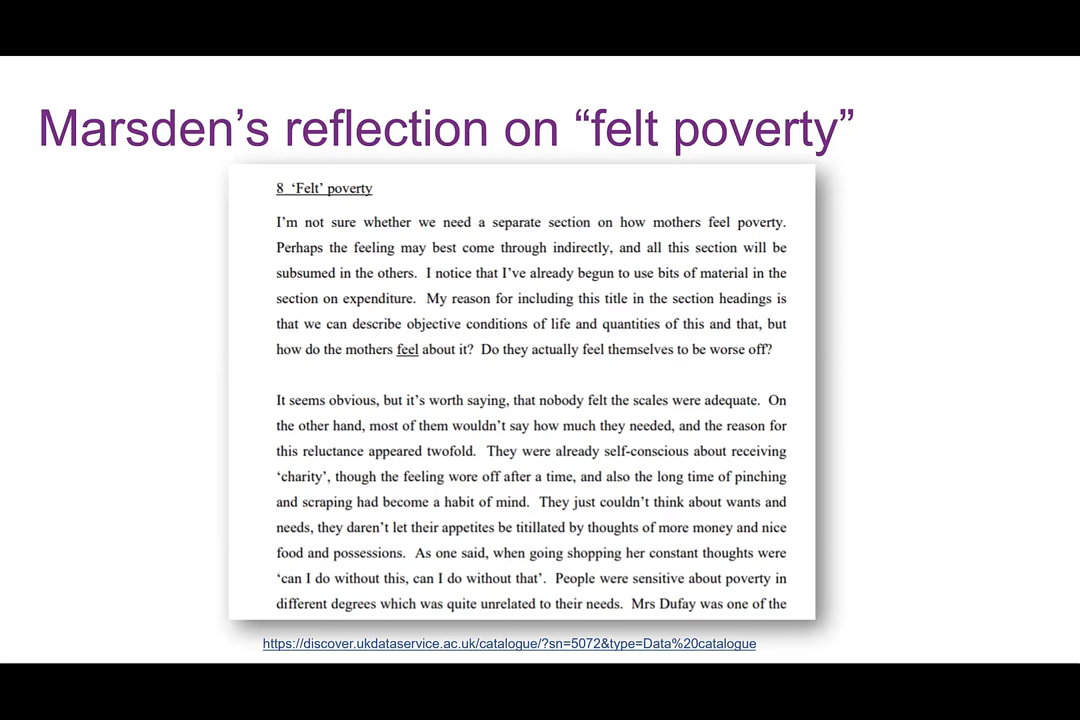 Marsden’s reflection on “felt poverty”
8 ‘Felt’ poverty
I’m not sure whether we need a separate section on how mothers feel poverty.
Perhaps the feeling may best come through indirectly, and all this section will be
subsumed in the others. I notice that I’ve already begun to use bits of material in the
section on expenditure. My reason for including this title in the section headings is
that we can describe objective conditions of life and quantities of this and that, but
how do the mothers feel about it? Do they actually feel themselves to be worse off?
It seems obvious, but it’s worth saying, that nobody felt the scales were adequate. On
the other hand, most of them wouldn’t say how much they needed, and the reason for
this reluctance appeared twofold. They were already self-conscious about receiving
‘charity’, though the feeling wore off after a time, and also the long time of pinching
and scraping had become a habit of mind. They just couldn’t think about wants and
needs, they daren’t let their appetites be titillated by thoughts of more money and nice
food and possessions. As one said, when going shopping her constant thoughts were
‘can I do without this, can I do without that’. People were sensitive about poverty in
different degrees which was quite unrelated to their needs. Mrs Dufay was one of the
https://discover.ukdataservice.ac.uk/catalogue/?sn=5072&type=Data%20catalogue